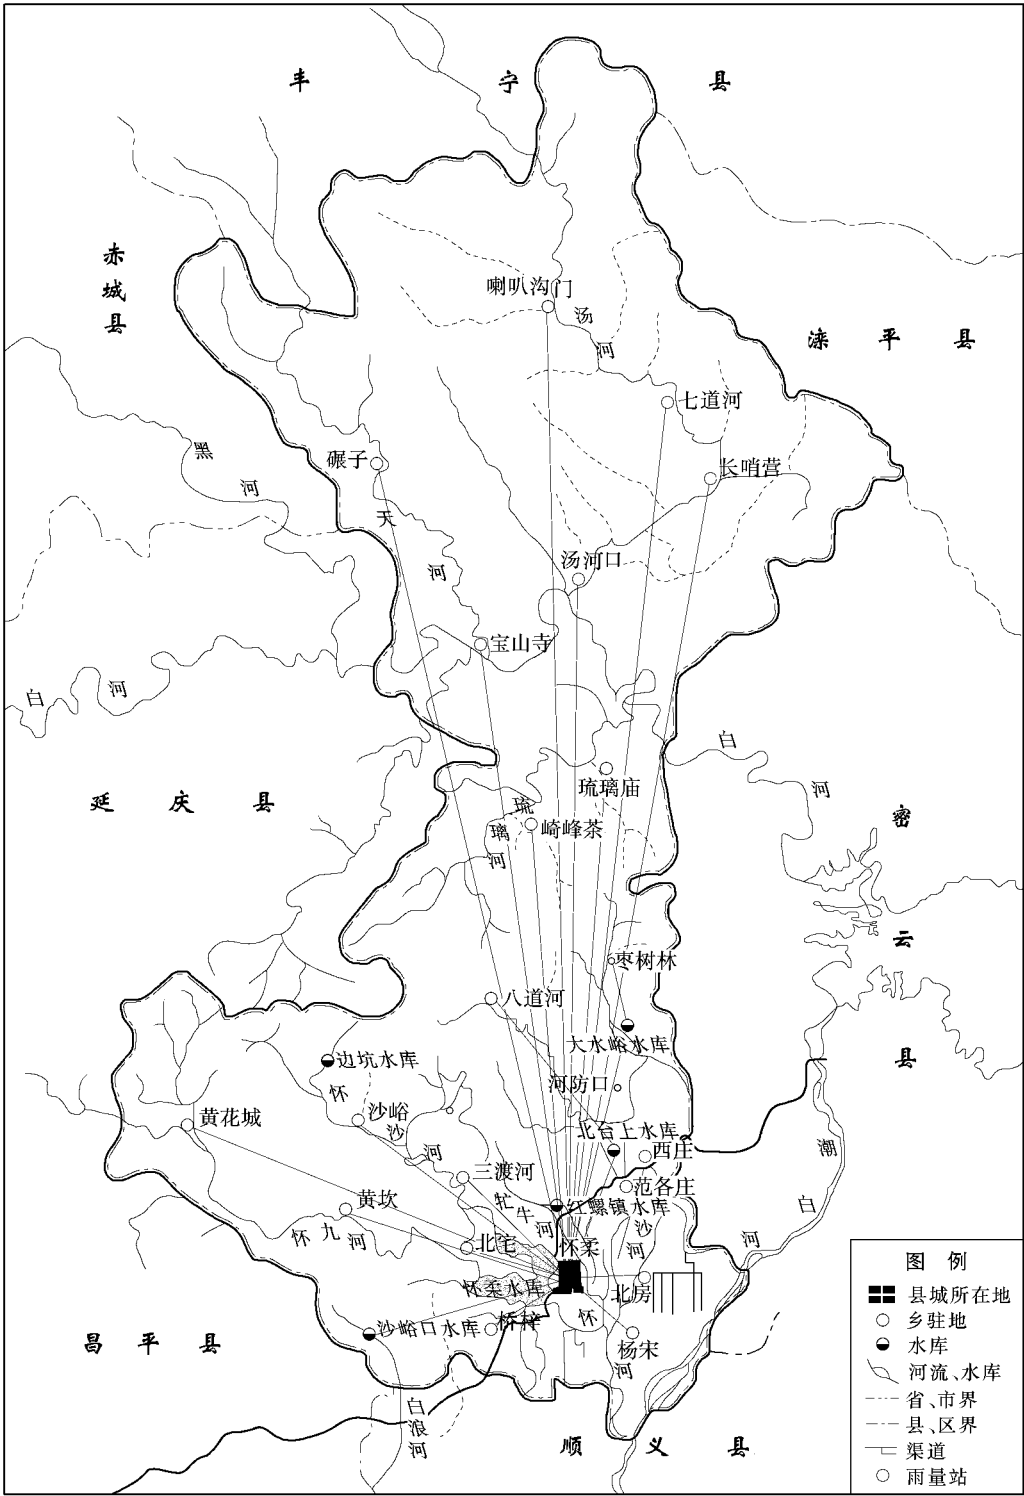 丰 宁 县
赤城县
喇叭沟门
汤河
滦 平 县
七道河
碾子
长哨营
黑河
天河
汤河口
宝山寺
白河
白河
琉璃庙
延 庆 县
琉璃河
崎峰茶
密云县
枣树林
八道河
大水峪水库
边坑水库
河防口
怀
沙峪
黄花城
沙河
北台上水库
西庄
潮
三渡河
范各庄
黄坎
牤牛河
红螺镇水库
白
沙河
怀九河
北宅
怀柔
河
怀柔水库
北房
沙峪口水库
桥梓
怀
杨宋
昌 平 县
河
白浪河
顺 义 县
图 例
县城所在地
乡驻地
水库
河流、水库
省、市界
县、区界
渠道
雨量站